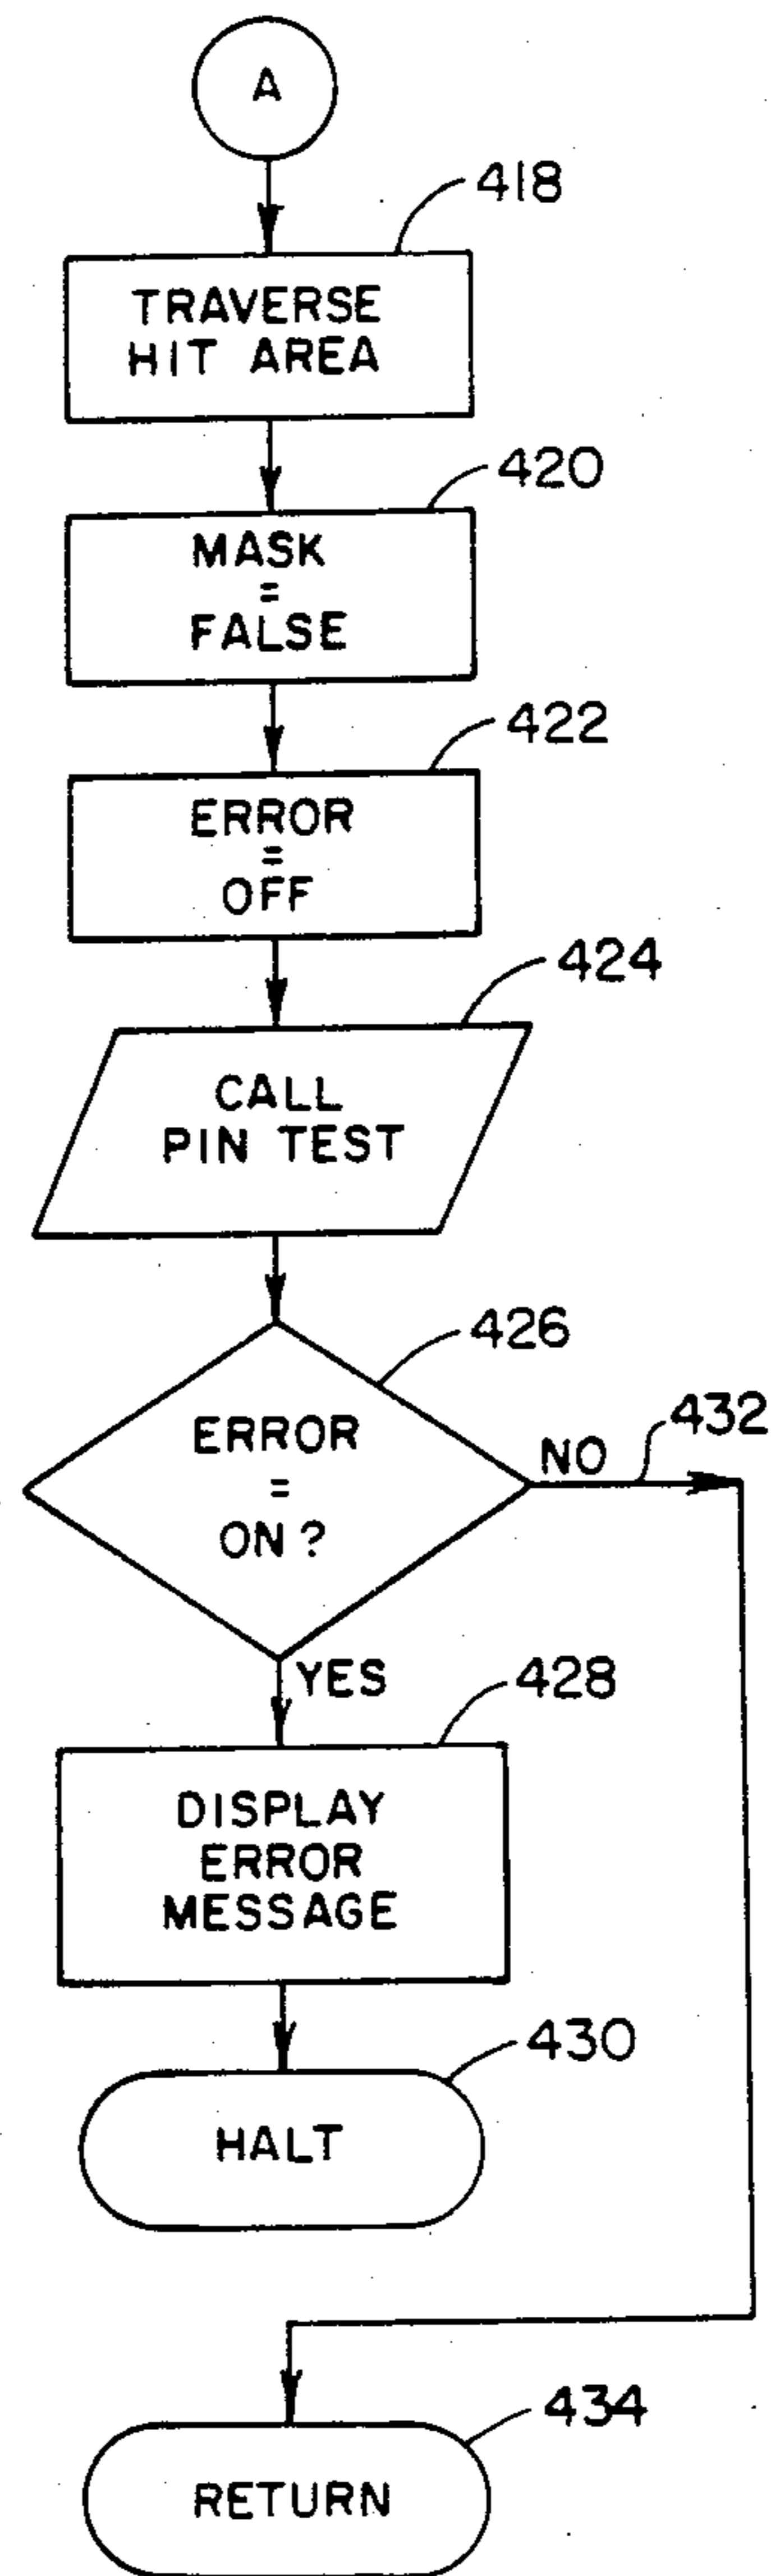 A
418
TRAVERSE
HIT AREA
420
MASK
=
FALSE
422
ERROR
=
OFF
424
CALL
PIN TEST
426
ERROR
=
ON?
NO
432
YES
428
DISPLAY
ERROR
MESSAGE
430
HALT
434
RETURN